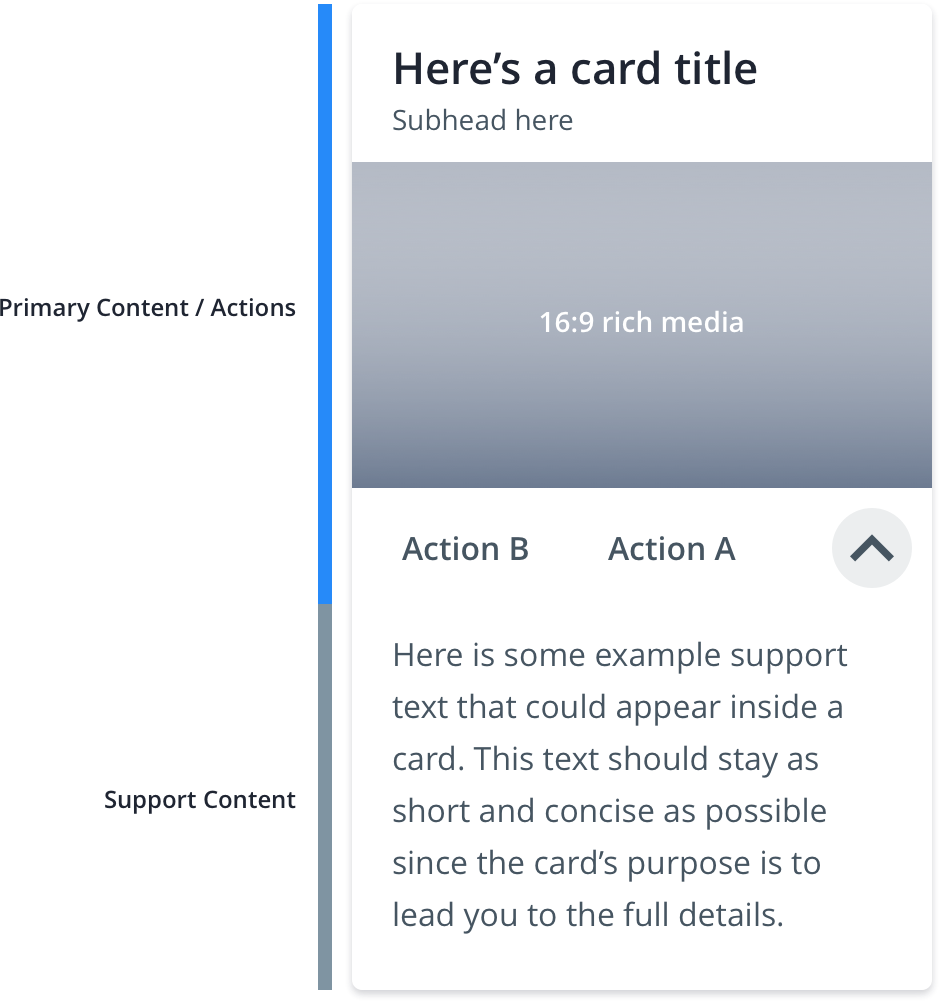 Here’s a card title
Subhead here
16:9 rich media
Primary Content / Actions
Action B
Action A
Here is some example support
text that could appear inside a
card. This text should stay as
short and concise as possible
since the card’s purpose is to
lead you to the full details.
Support Content